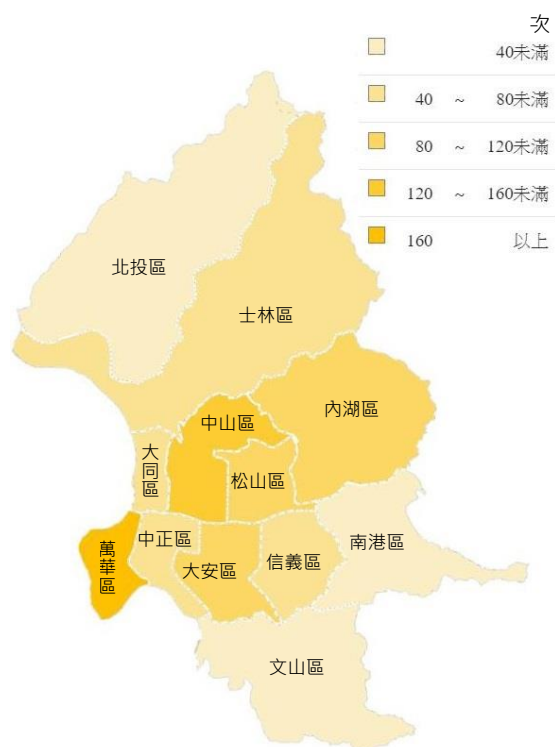 次
40未滿
40 ~ 80未滿
80 ~ 120未滿
120 ~ 160未滿
160 以上
北投區
士林區
內湖區
中山區
大同區
松山區
南港區
中正區
萬華區
大安區
信義區
文山區